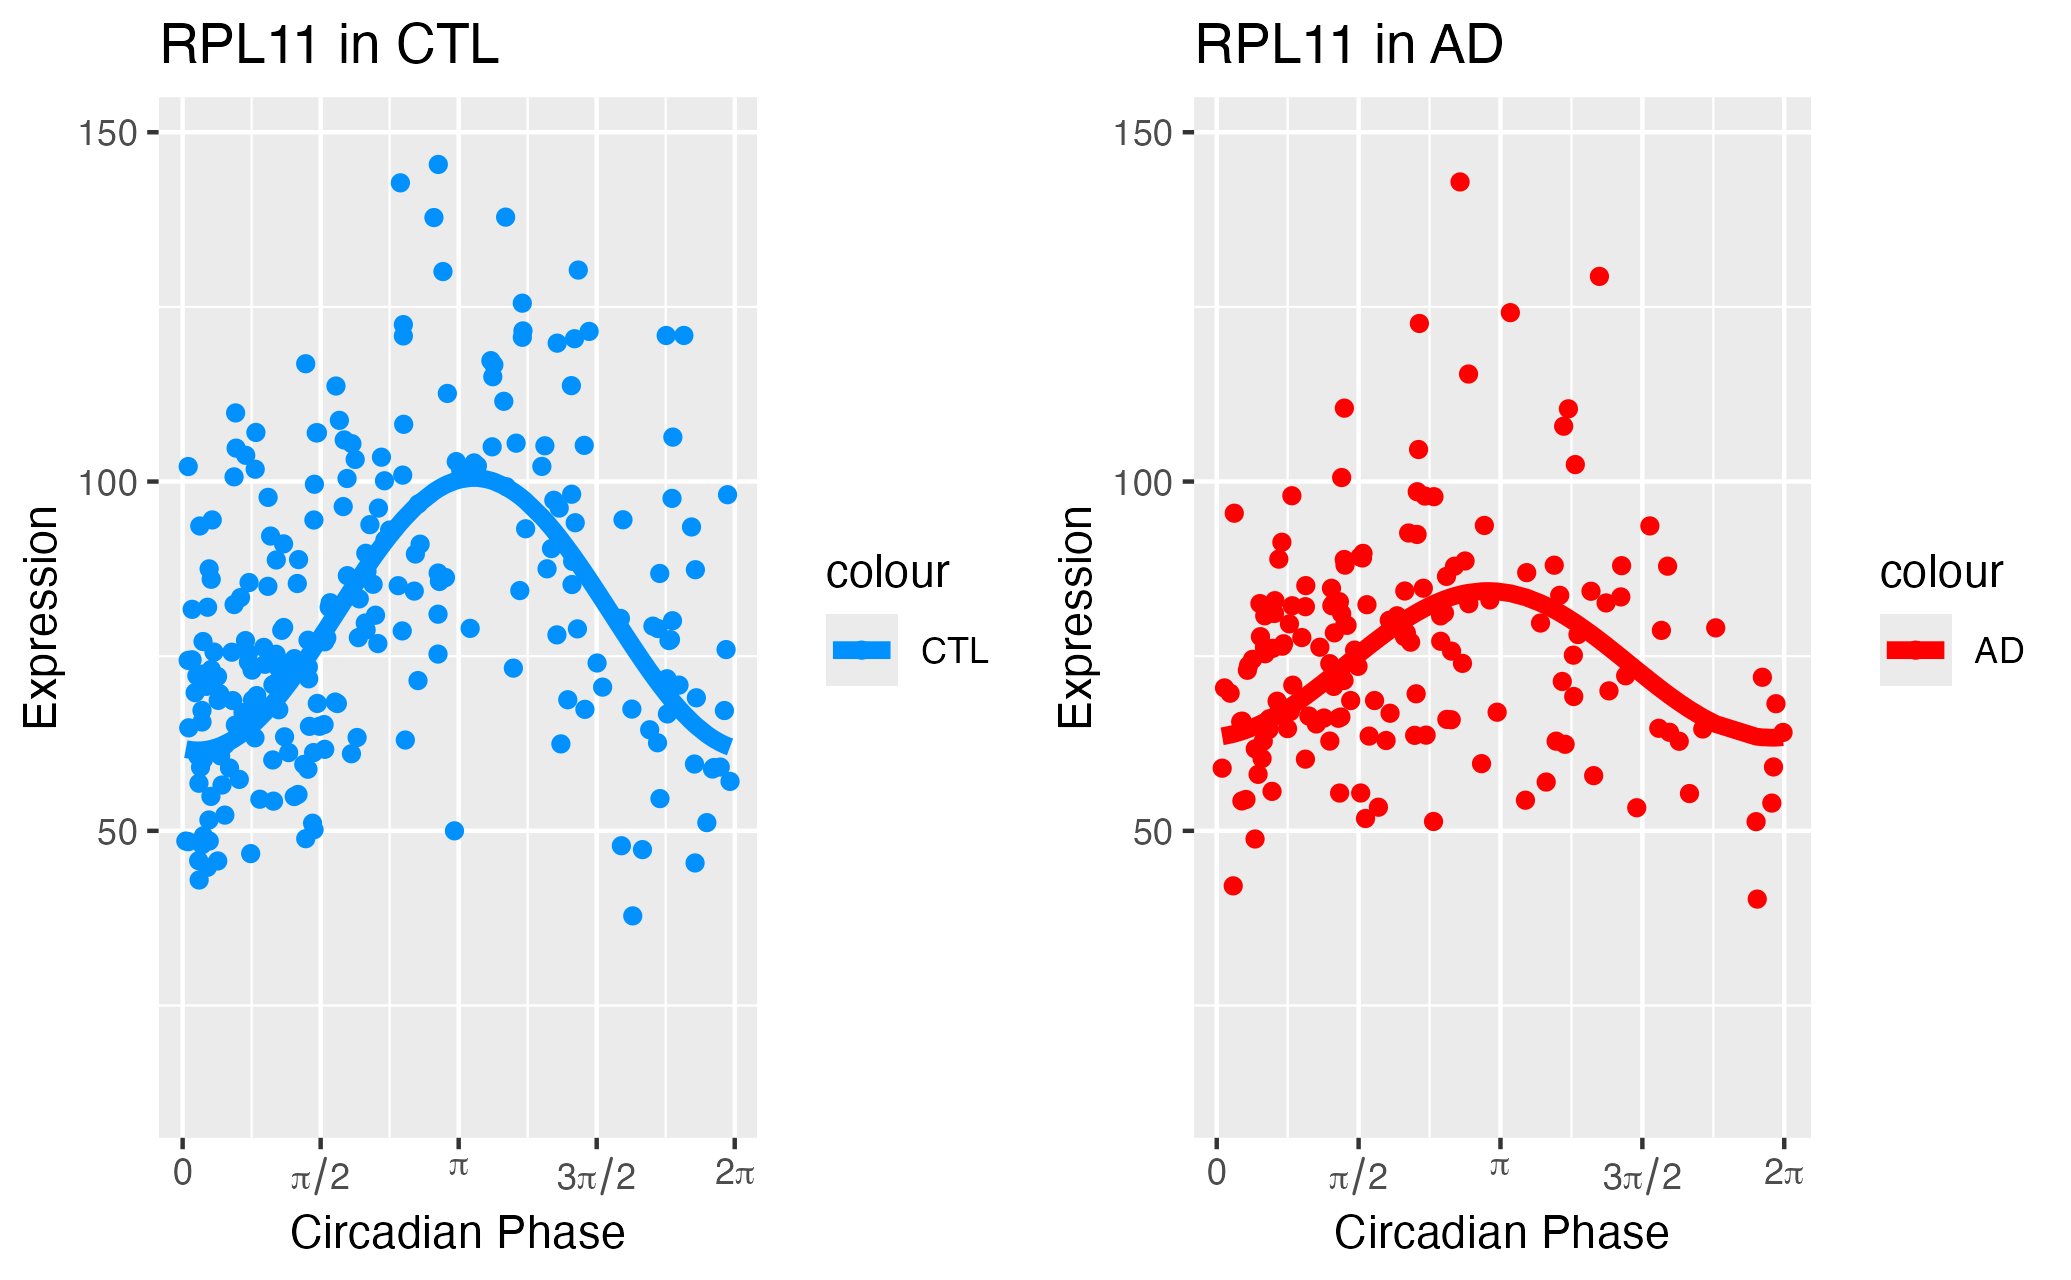 RPL11 in CTL
150
100
50
Expression
0 π/2 π 3π/2 2π
Circadian Phase
colour
CTL
RPL11 in AD
150
100
50
Expression
0 π/2 π 3π/2 2π
Circadian Phase
colour
AD